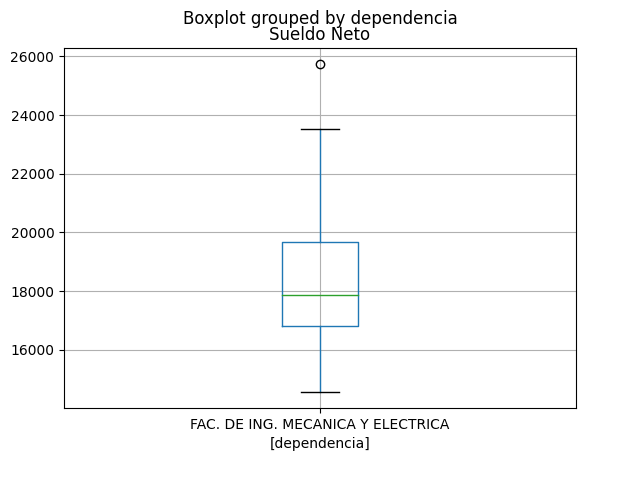 Boxplot grouped by dependencia
Sueldo Neto
26000
24000
22000
20000
18000
16000
FAC. DE ING. MECANICA Y ELECTRICA
[dependencia]